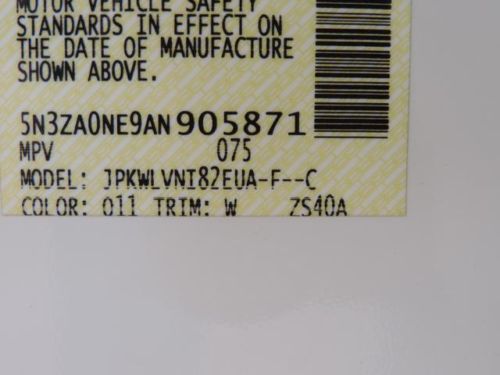 MOTOR VEHICLE SAFETY
STANDARDS IN EFFECT ON
THE DATE OF MANUFACTURE
SHOWN ABOVE.
5N3ZA0NE9AN905871
MPV 075
MODEL: JPKWLVNI82EUA-F--C
COLOR: 011 TRIM: W ZS40A